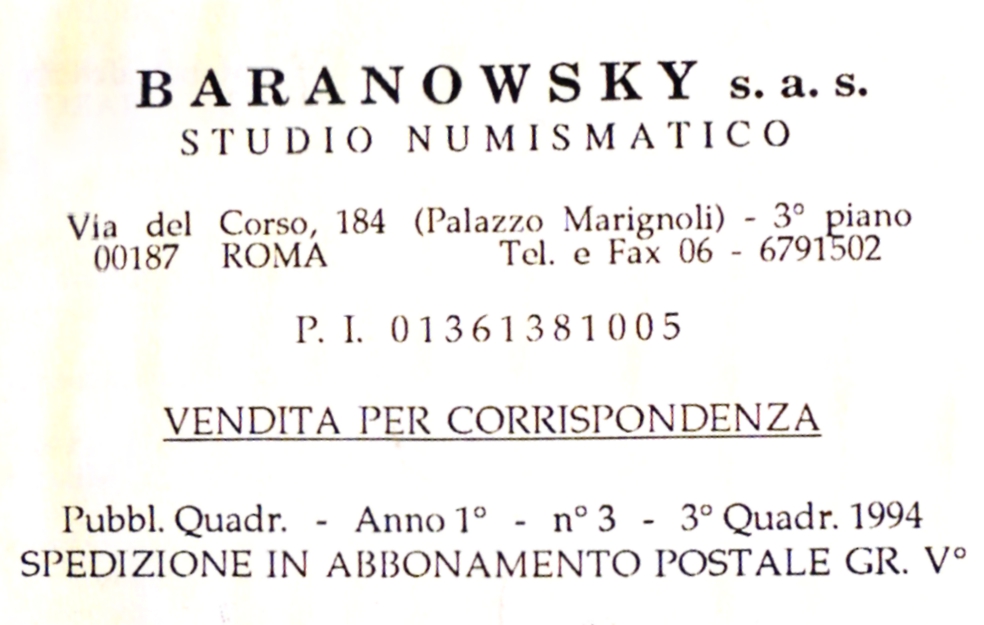 BARANOWSKY s. a. s.
STUDIO NUMISMATICO
Via del Corso, 184 (Palazzo Marignoli) - 3° piano
00187 ROMA Tel. e Fax 06 - 6791502
P. I. 01361381005
VENDITA PER CORRISPONDENZA
Pubbl. Quadr. - Anno 1° - n° 3 - 3° Quadr. 1994
SPEDIZIONE IN ABBONAMENTO POSTALE GR. V°